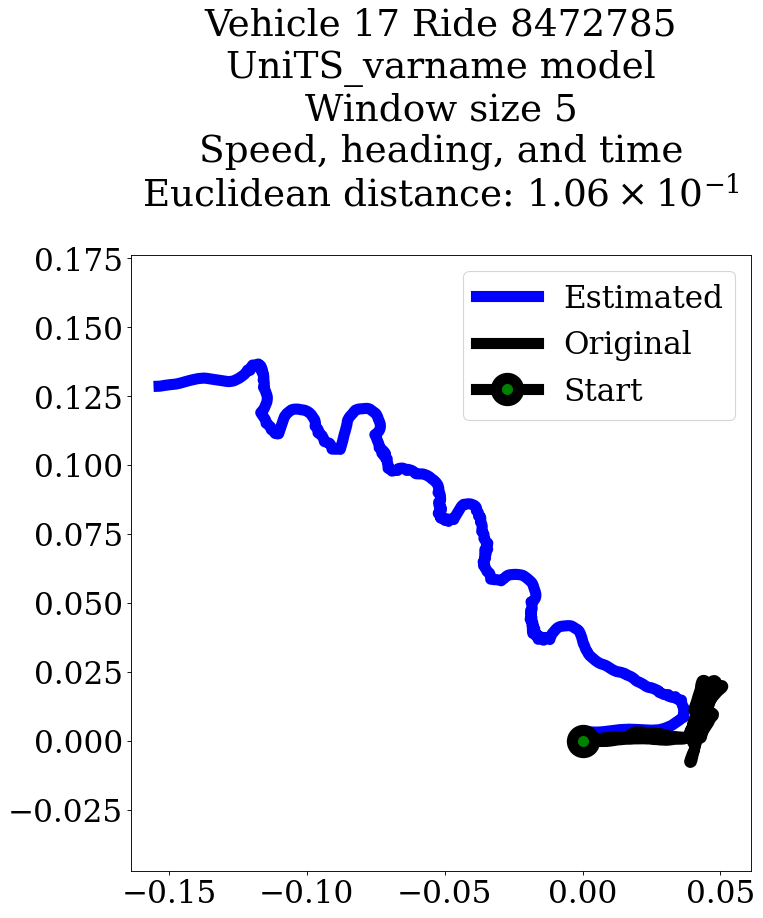 Vehicle 17 Ride 8472785
UniTS_varname model
Window size 5
Speed, heading, and time
Euclidean distance: 1.06 × 10⁻¹
0.175
0.150
0.125
0.100
0.075
0.050
0.025
0.000
−0.025
Estimated
Original
Start
−0.15 −0.10 −0.05 0.00 0.05